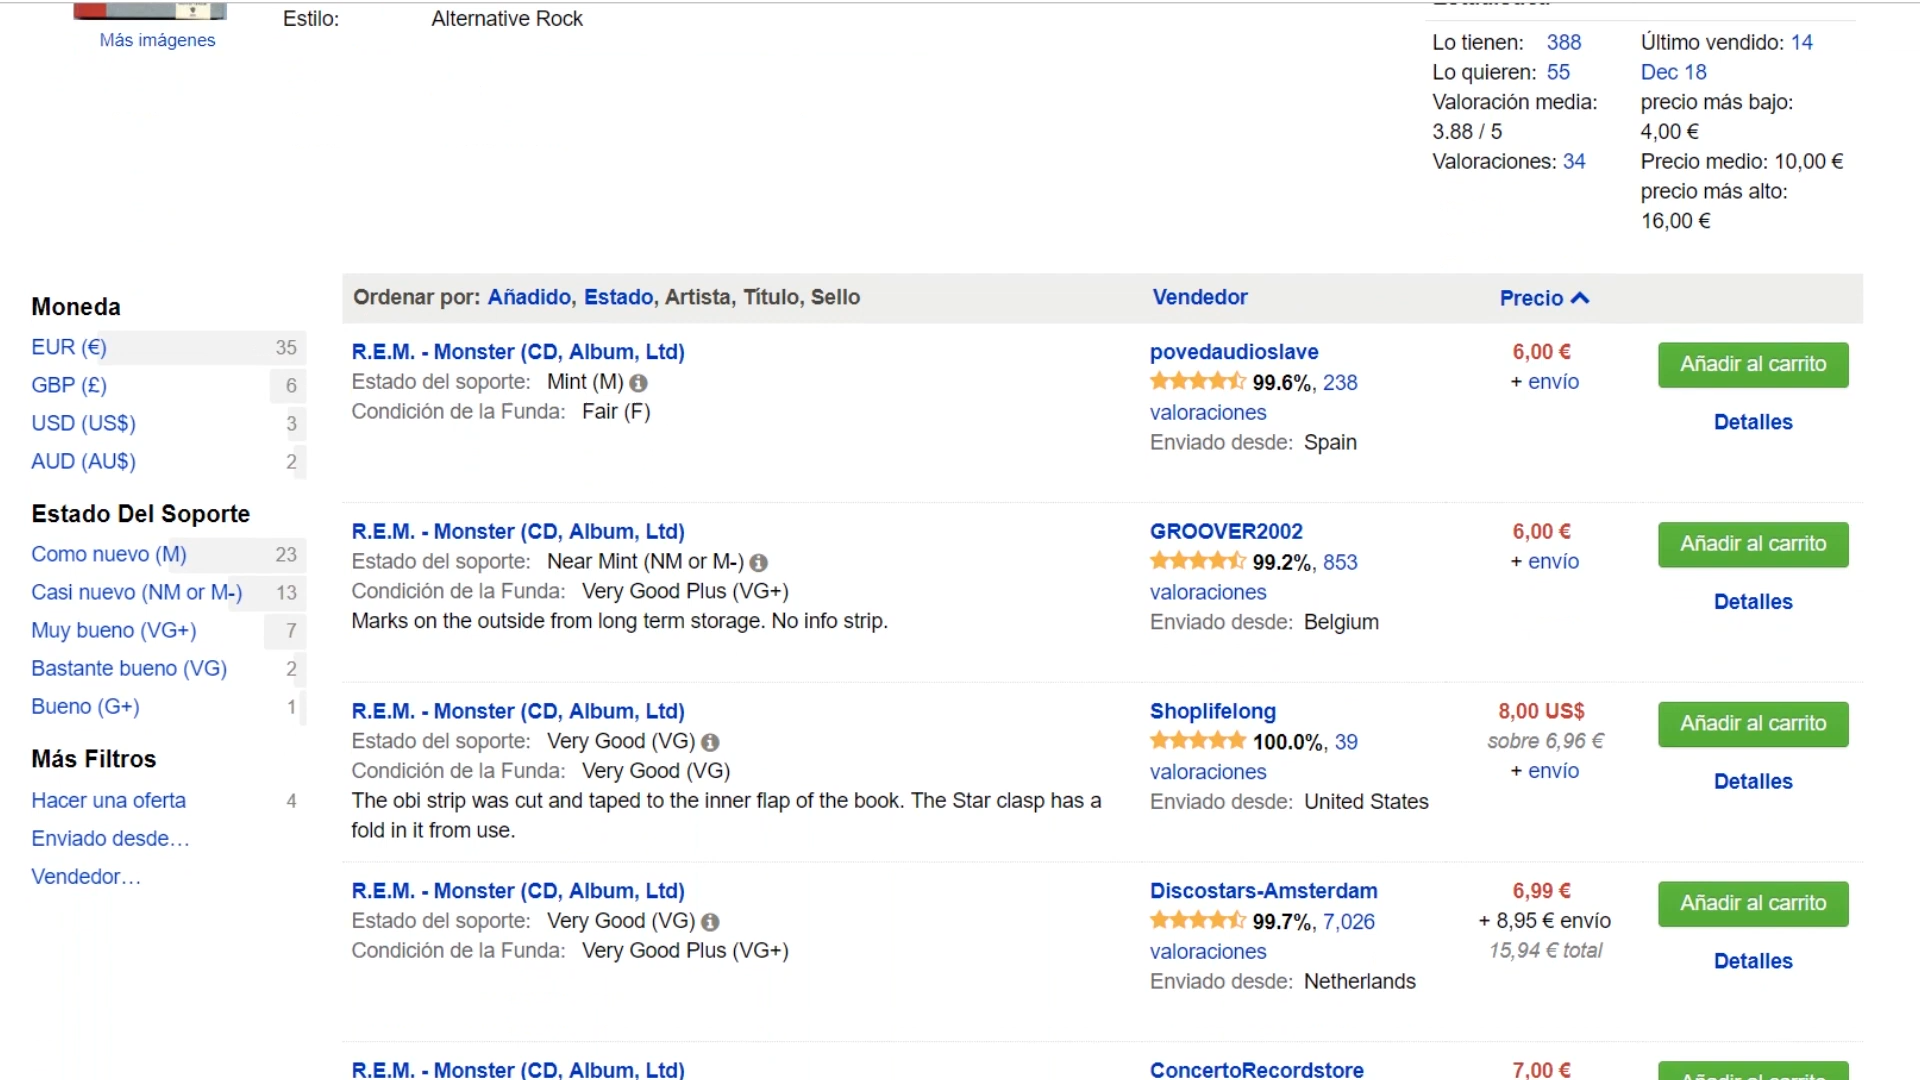 Estilo: Alternative Rock
Más imágenes
Lo tienen: 388
Lo quieren: 55
Valoración media:
3.88 / 5
Valoraciones: 34
Último vendido: 14
Dec 18
precio más bajo:
4,00 €
Precio medio: 10,00 €
precio más alto:
16,00 €
Moneda
EUR (€) 35
GBP (£) 6
USD (US$) 3
AUD (AU$) 2
Estado Del Soporte
Como nuevo (M) 23
Casi nuevo (NM or M-) 13
Muy bueno (VG+) 7
Bastante bueno (VG) 2
Bueno (G+) 1
Más Filtros
Hacer una oferta 4
Enviado desde…
Vendedor…
Ordenar por: Añadido, Estado, Artista, Título, Sello Vendedor Precio
R.E.M. - Monster (CD, Album, Ltd)
Estado del soporte: Mint (M)
Condición de la Funda: Fair (F)
povedaudioslave
99.6%, 238
valoraciones
Enviado desde: Spain
6,00 €
+ envío
Añadir al carrito
Detalles
R.E.M. - Monster (CD, Album, Ltd)
Estado del soporte: Near Mint (NM or M-)
Condición de la Funda: Very Good Plus (VG+)
Marks on the outside from long term storage. No info strip.
GROOVER2002
99.2%, 853
valoraciones
Enviado desde: Belgium
6,00 €
+ envío
Añadir al carrito
Detalles
R.E.M. - Monster (CD, Album, Ltd)
Estado del soporte: Very Good (VG)
Condición de la Funda: Very Good (VG)
The obi strip was cut and taped to the inner flap of the book. The Star clasp has a
fold in it from use.
Shoplifelong
100.0%, 39
valoraciones
Enviado desde: United States
8,00 US$
sobre 6,96 €
+ envío
Añadir al carrito
Detalles
R.E.M. - Monster (CD, Album, Ltd)
Estado del soporte: Very Good (VG)
Condición de la Funda: Very Good Plus (VG+)
Discostars-Amsterdam
99.7%, 7,026
valoraciones
Enviado desde: Netherlands
6,99 €
+ 8,95 € envío
15,94 € total
Añadir al carrito
Detalles
R.E.M. - Monster (CD, Album, Ltd)
ConcertoRecordstore
7,00 €
Añadir al carrito